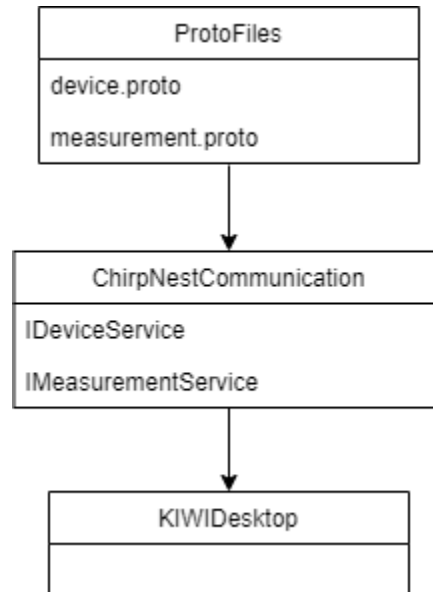 ProtoFiles
device.proto
measurement.proto
ChirpNestCommunication
IDeviceService
IMeasurementService
KIWIDesktop